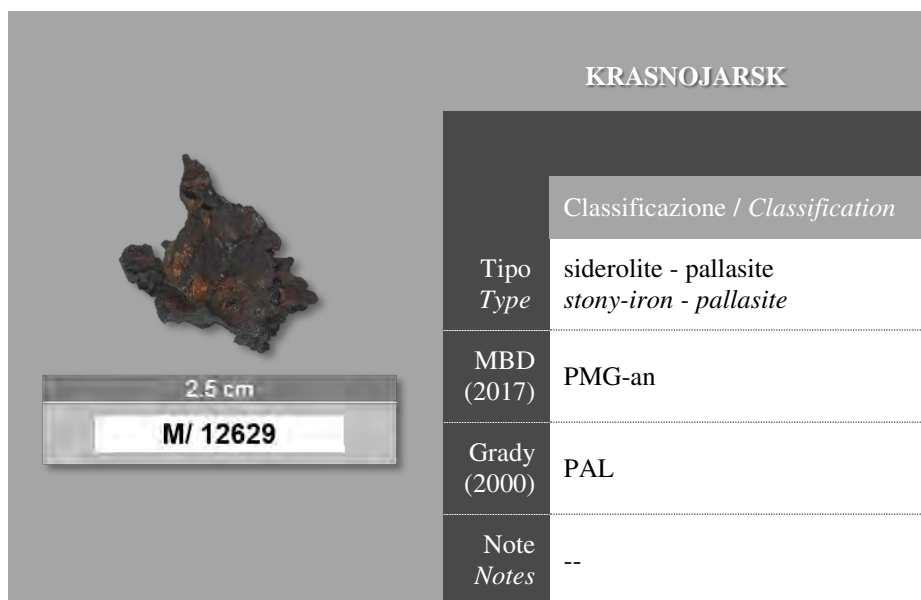 KRASNOJARSK
Classificazione / Classification
Tipo
Type
siderolite - pallasite
stony-iron - pallasite
MBD
(2017)
PMG-an
Grady
(2000)
PAL
Note
Notes
--
2.5 cm
M/ 12629